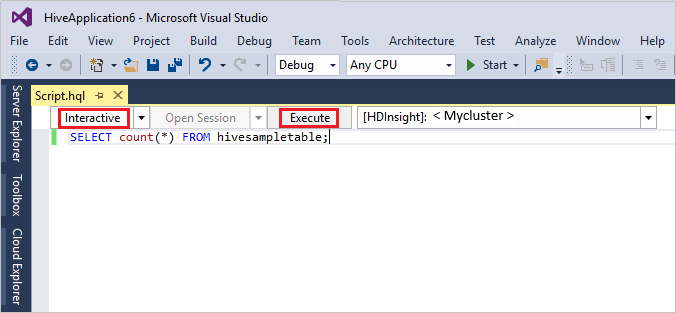 HiveApplication6 - Microsoft Visual Studio
File Edit View Project Build Debug Team Tools Architecture Test Analyze Window Help
Debug Any CPU Start
Script.hql
Interactive Open Session Execute [HDInsight]: < Mycluster >
SELECT count(*) FROM hivesampletable;
Server Explorer
Toolbox
Cloud Explorer